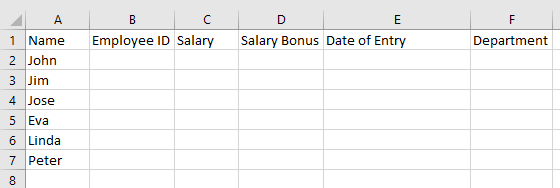 A B C D E F
1 Name Employee ID Salary Salary Bonus Date of Entry Department
2 John
3 Jim
4 Jose
5 Eva
6 Linda
7 Peter
8